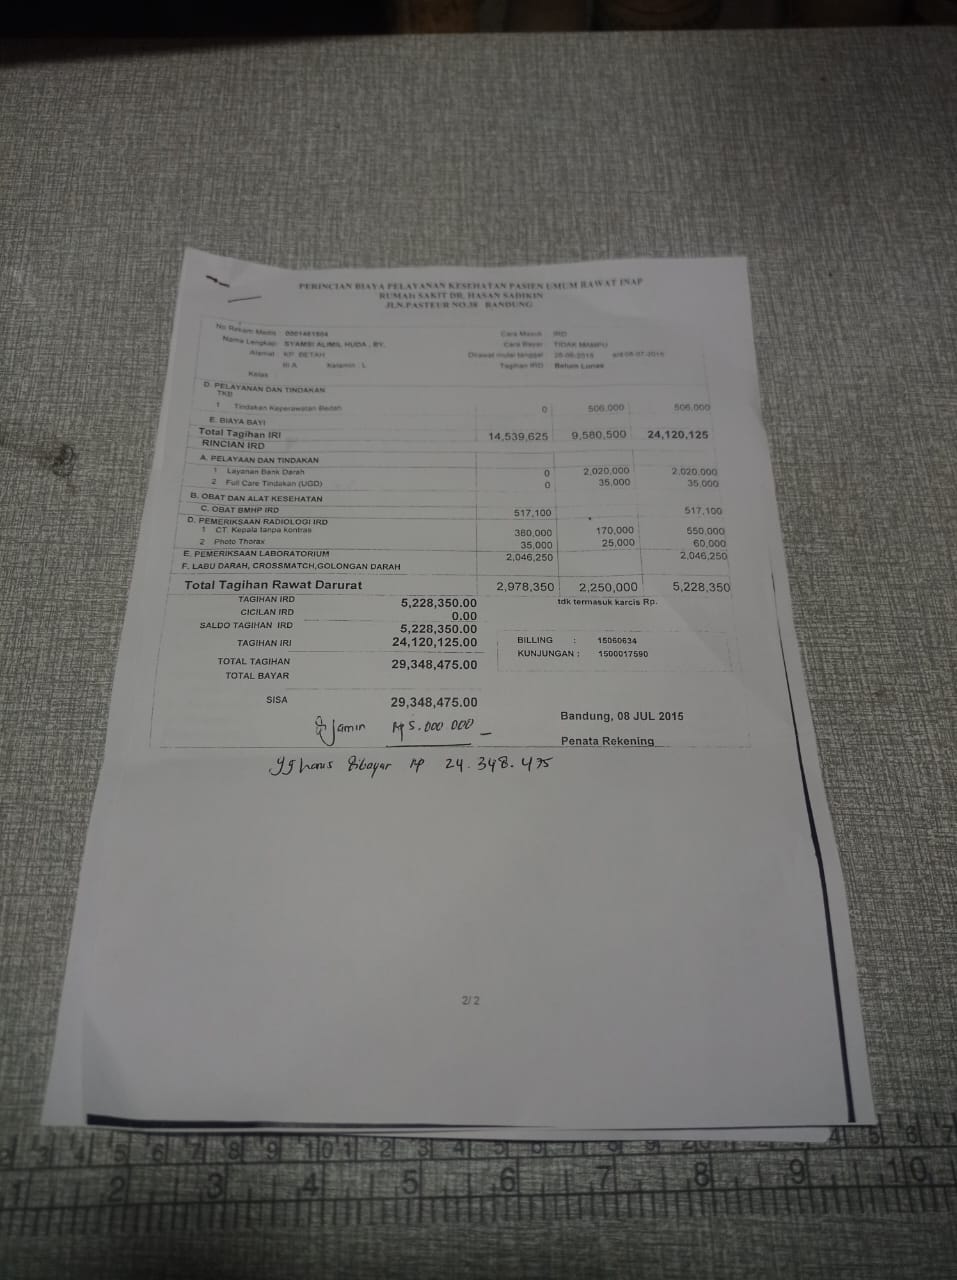 PERINCIAN BIAYA PELAYANAN KESEHATAN PASIEN UMUM RAWAT INAP
RUMAH SAKIT DR. HASAN SADIKIN
JLN.PASTEUR NO.38 BANDUNG
No Rekam Medis Cara Masuk IRD
Nama Lengkap SYAMSI ALIMIL HUDA , BY. Cara Bayar TIDAK MAMPU
Alamat KP Dirawat mulai tanggal s/d 08-07-2015
III A Kelamin : L Tagihan IRD Belum Lunas
Kelas
D. PELAYANAN DAN TINDAKAN
1 Tindakan Keperawatan Bedah 0 506,000 506,000
E. BIAYA BAYI
Total Tagihan IRI 14,539,625 9,580,500 24,120,125
RINCIAN IRD
A. PELAYAAN DAN TINDAKAN
1 Layanan Bank Darah 0 2,020,000 2,020,000
2 Full Care Tindakan (UGD) 0 35,000 35,000
B. OBAT DAN ALAT KESEHATAN
C. OBAT BMHP IRD 517,100 517,100
D. PEMERIKSAAN RADIOLOGI IRD
1 CT. Kepala tanpa kontras 380,000 170,000 550,000
2 Photo Thorax 35,000 25,000 60,000
E. PEMERIKSAAN LABORATORIUM 2,046,250 2,046,250
F. LABU DARAH, CROSSMATCH,GOLONGAN DARAH
Total Tagihan Rawat Darurat 2,978,350 2,250,000 5,228,350
TAGIHAN IRD 5,228,350.00 tdk termasuk karcis Rp.
CICILAN IRD 0.00
SALDO TAGIHAN IRD 5,228,350.00
TAGIHAN IRI 24,120,125.00
BILLING : 15060634
KUNJUNGAN : 1500017590
TOTAL TAGIHAN 29,348,475.00
TOTAL BAYAR
SISA 29,348,475.00
Bandung, 08 JUL 2015
Di Jamin Rp 5.000 000 -
Penata Rekening
yg harus dibayar Rp 24.348.475
2/ 2